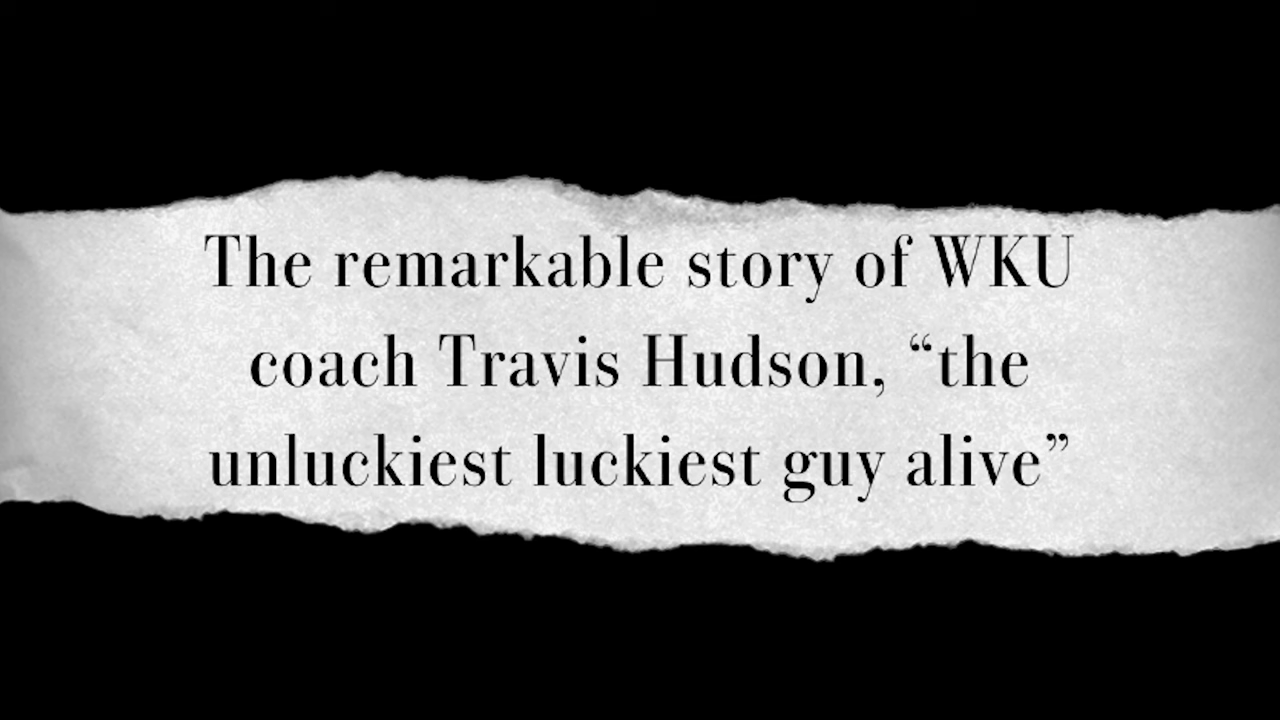 The remarkable story of WKU
coach Travis Hudson, “the
unluckiest luckiest guy alive”